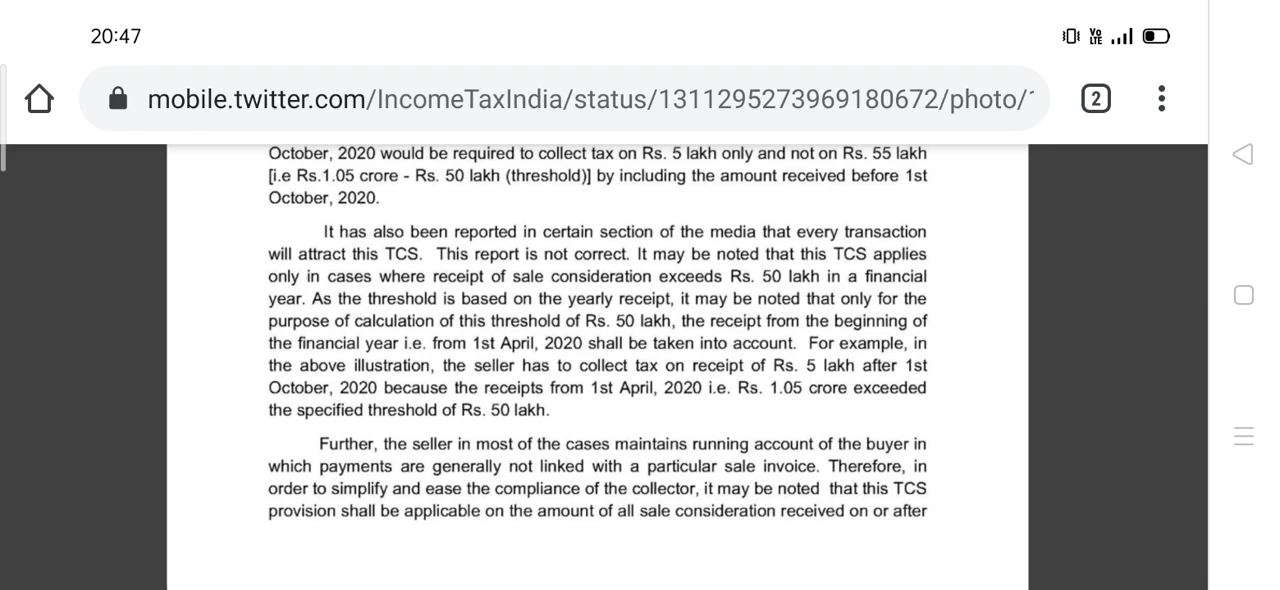 20:47
Vo LTE
mobile.twitter.com/IncomeTaxIndia/status/1311295273969180672/photo/1
2
October, 2020 would be required to collect tax on Rs. 5 lakh only and not on Rs. 55 lakh
[i.e Rs.1.05 crore - Rs. 50 lakh (threshold)] by including the amount received before 1st
October, 2020.
It has also been reported in certain section of the media that every transaction
will attract this TCS. This report is not correct. It may be noted that this TCS applies
only in cases where receipt of sale consideration exceeds Rs. 50 lakh in a financial
year. As the threshold is based on the yearly receipt, it may be noted that only for the
purpose of calculation of this threshold of Rs. 50 lakh, the receipt from the beginning of
the financial year i.e. from 1st April, 2020 shall be taken into account. For example, in
the above illustration, the seller has to collect tax on receipt of Rs. 5 lakh after 1st
October, 2020 because the receipts from 1st April, 2020 i.e. Rs. 1.05 crore exceeded
the specified threshold of Rs. 50 lakh.
Further, the seller in most of the cases maintains running account of the buyer in
which payments are generally not linked with a particular sale invoice. Therefore, in
order to simplify and ease the compliance of the collector, it may be noted that this TCS
provision shall be applicable on the amount of all sale consideration received on or after